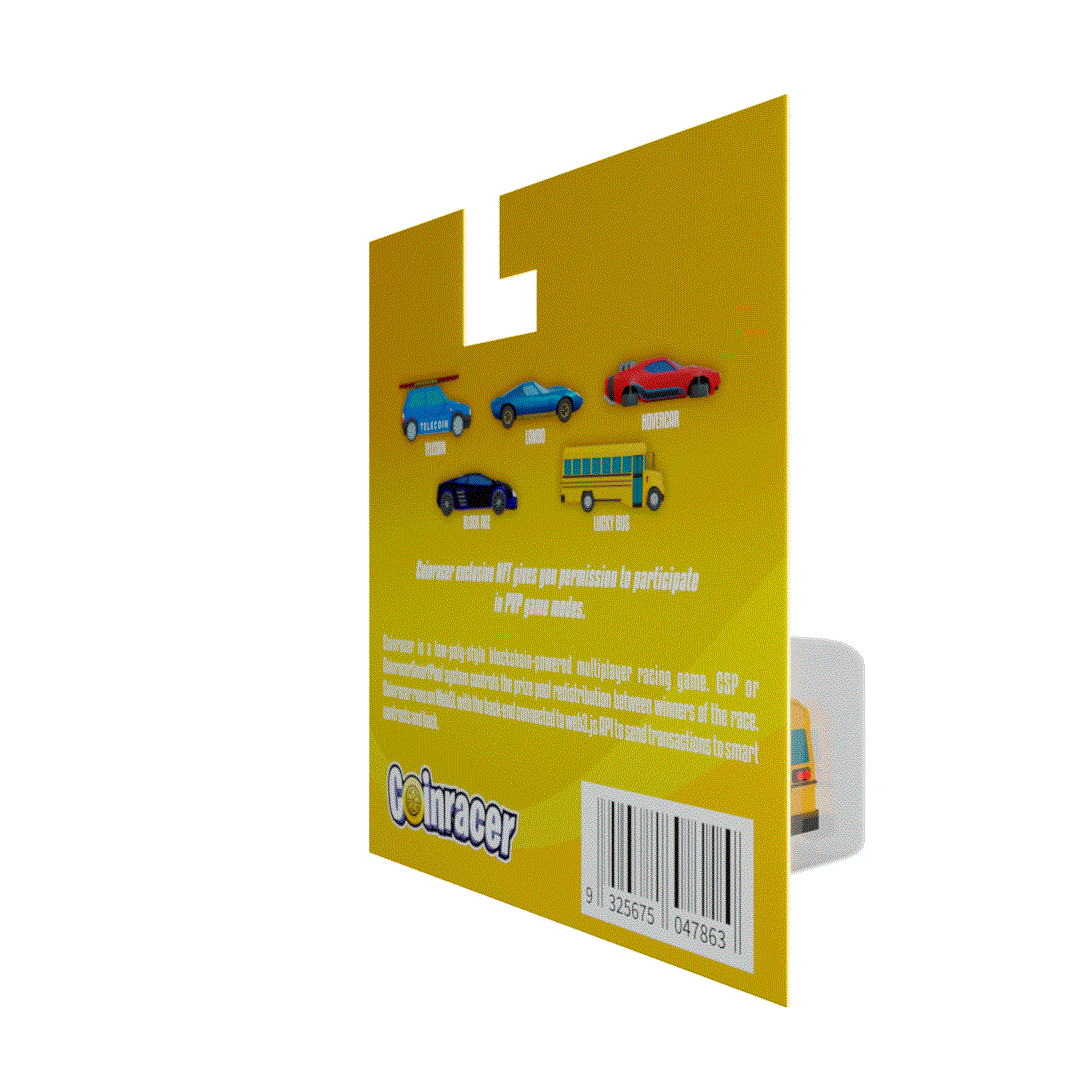 TELECOIN
TELECOIN
LAMBO
HOVERCAR
LUCKY BUS
Coinracer exclusive NFT gives you permission to participate
in PVP game modes.
Coinracer is a low-poly-style blockchain-powered multiplayer racing game. CSP or
CoinracerSmartPool system controls the prize pool redistribution between winners of the race.
Coinracer runs on WebGL with the back end connected to web3.js API to send transactions to smart
contracts and back.
Coinracer
9 325675 047863